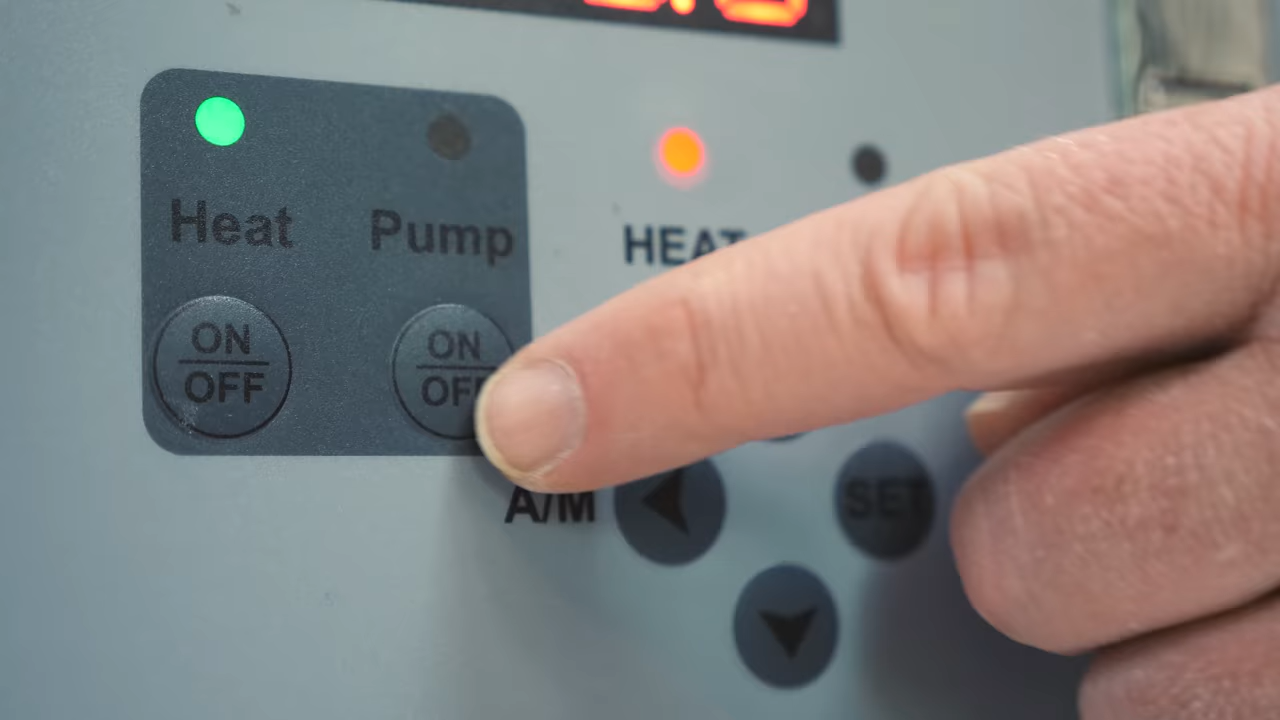 Heat
Pump
HEAT
ON
OFF
ON
OFF
A/M
SET